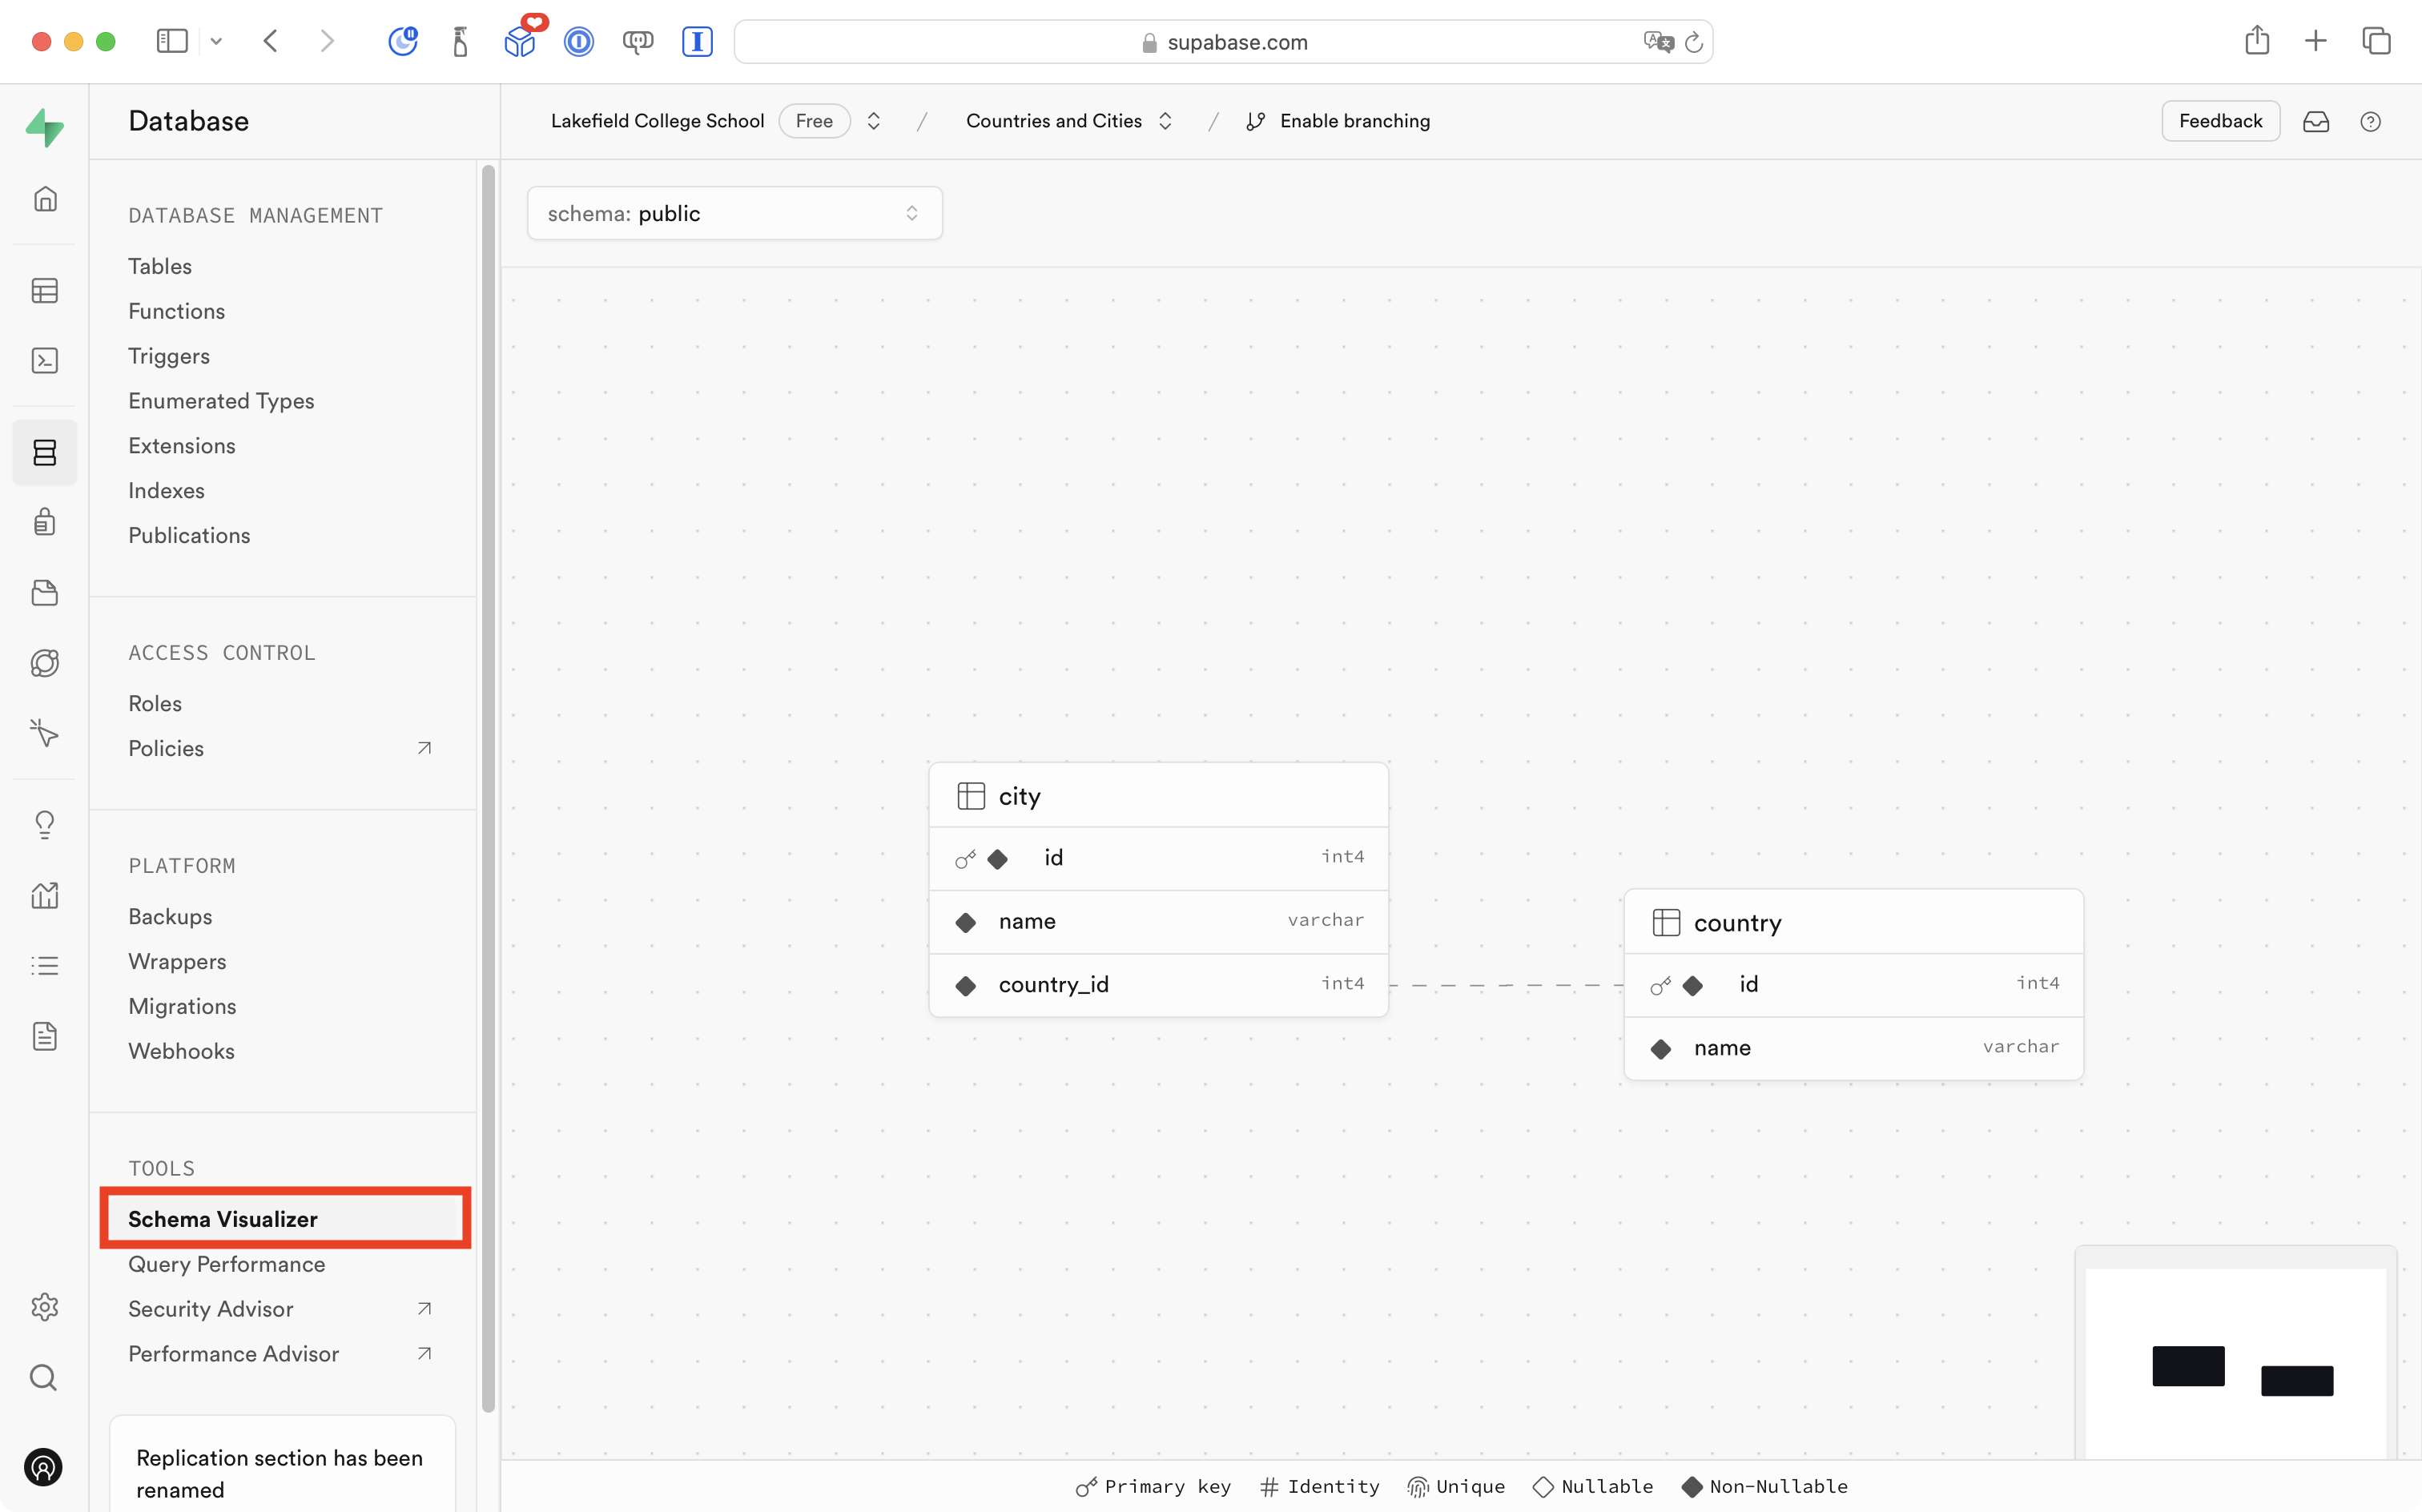 supabase.com
Database
Lakefield College School Free / Countries and Cities / Enable branching
Feedback
DATABASE MANAGEMENT
Tables
Functions
Triggers
Enumerated Types
Extensions
Indexes
Publications
ACCESS CONTROL
Roles
Policies
PLATFORM
Backups
Wrappers
Migrations
Webhooks
TOOLS
Schema Visualizer
Query Performance
Security Advisor
Performance Advisor
Replication section has been
renamed
schema: public
city
id int4
name varchar
country_id int4
country
id int4
name varchar
Primary key # Identity Unique Nullable Non-Nullable